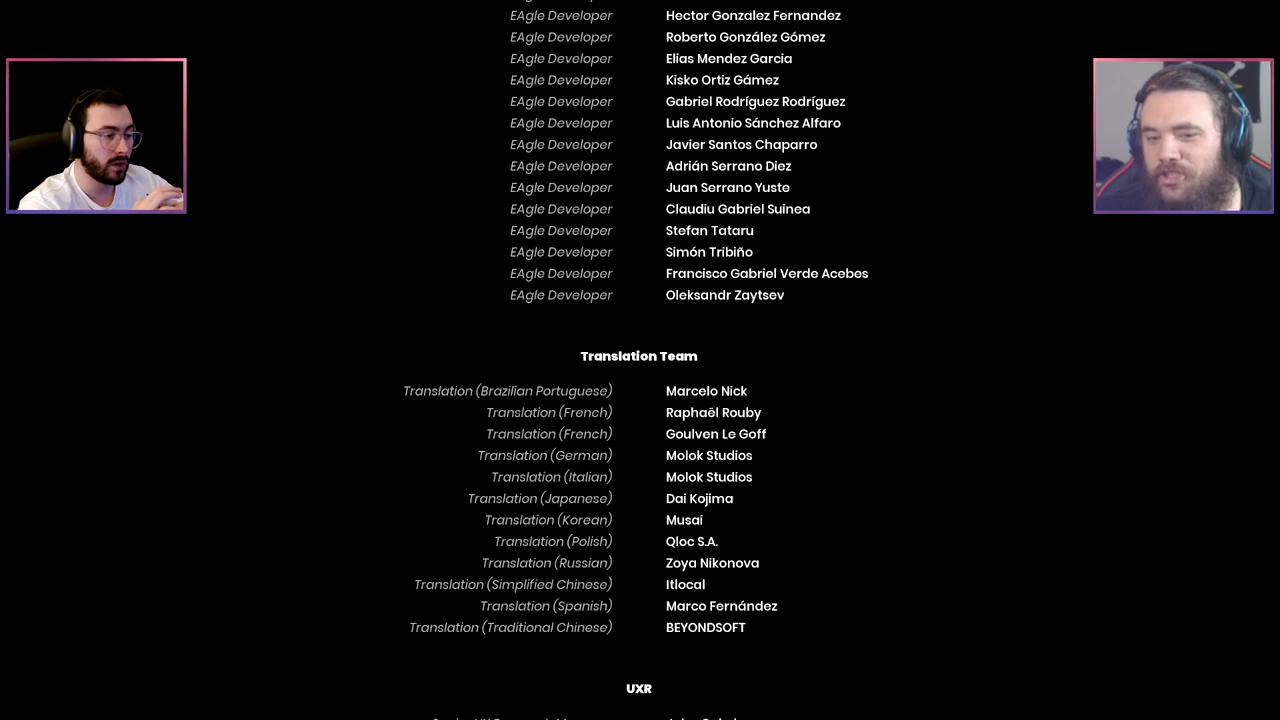 EAgle Developer Hector Gonzalez Fernandez
EAgle Developer Roberto González Gómez
EAgle Developer Elias Mendez Garcia
EAgle Developer Kisko Ortiz Gámez
EAgle Developer Gabriel Rodríguez Rodríguez
EAgle Developer Luis Antonio Sánchez Alfaro
EAgle Developer Javier Santos Chaparro
EAgle Developer Adrián Serrano Diez
EAgle Developer Juan Serrano Yuste
EAgle Developer Claudiu Gabriel Suinea
EAgle Developer Stefan Tataru
EAgle Developer Simón Tribiño
EAgle Developer Francisco Gabriel Verde Acebes
EAgle Developer Oleksandr Zaytsev
Translation Team
Translation (Brazilian Portuguese) Marcelo Nick
Translation (French) Raphaël Rouby
Translation (French) Goulven Le Goff
Translation (German) Molok Studios
Translation (Italian) Molok Studios
Translation (Japanese) Dai Kojima
Translation (Korean) Musai
Translation (Polish) Qloc S.A.
Translation (Russian) Zoya Nikonova
Translation (Simplified Chinese) Itlocal
Translation (Spanish) Marco Fernández
Translation (Traditional Chinese) BEYONDSOFT
UXR